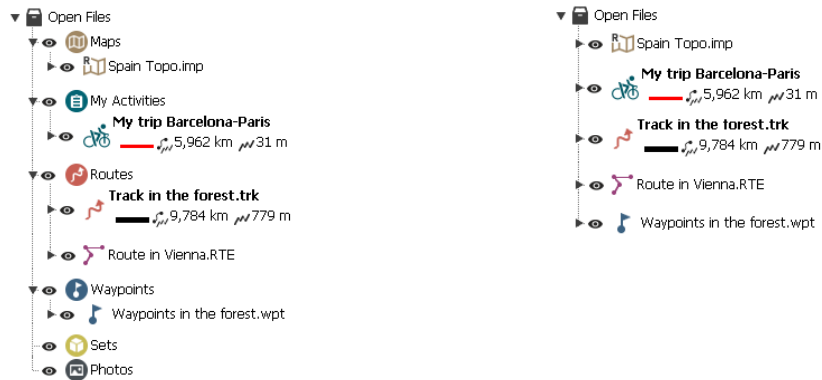 Open Files
Maps
R
Spain Topo.imp
My Activities
My trip Barcelona-Paris
5,962 km 31 m
Routes
Track in the forest.trk
9,784 km 779 m
Route in Vienna.RTE
Waypoints
Waypoints in the forest.wpt
Sets
Photos
Open Files
R
Spain Topo.imp
My trip Barcelona-Paris
5,962 km 31 m
Track in the forest.trk
9,784 km 779 m
Route in Vienna.RTE
Waypoints in the forest.wpt